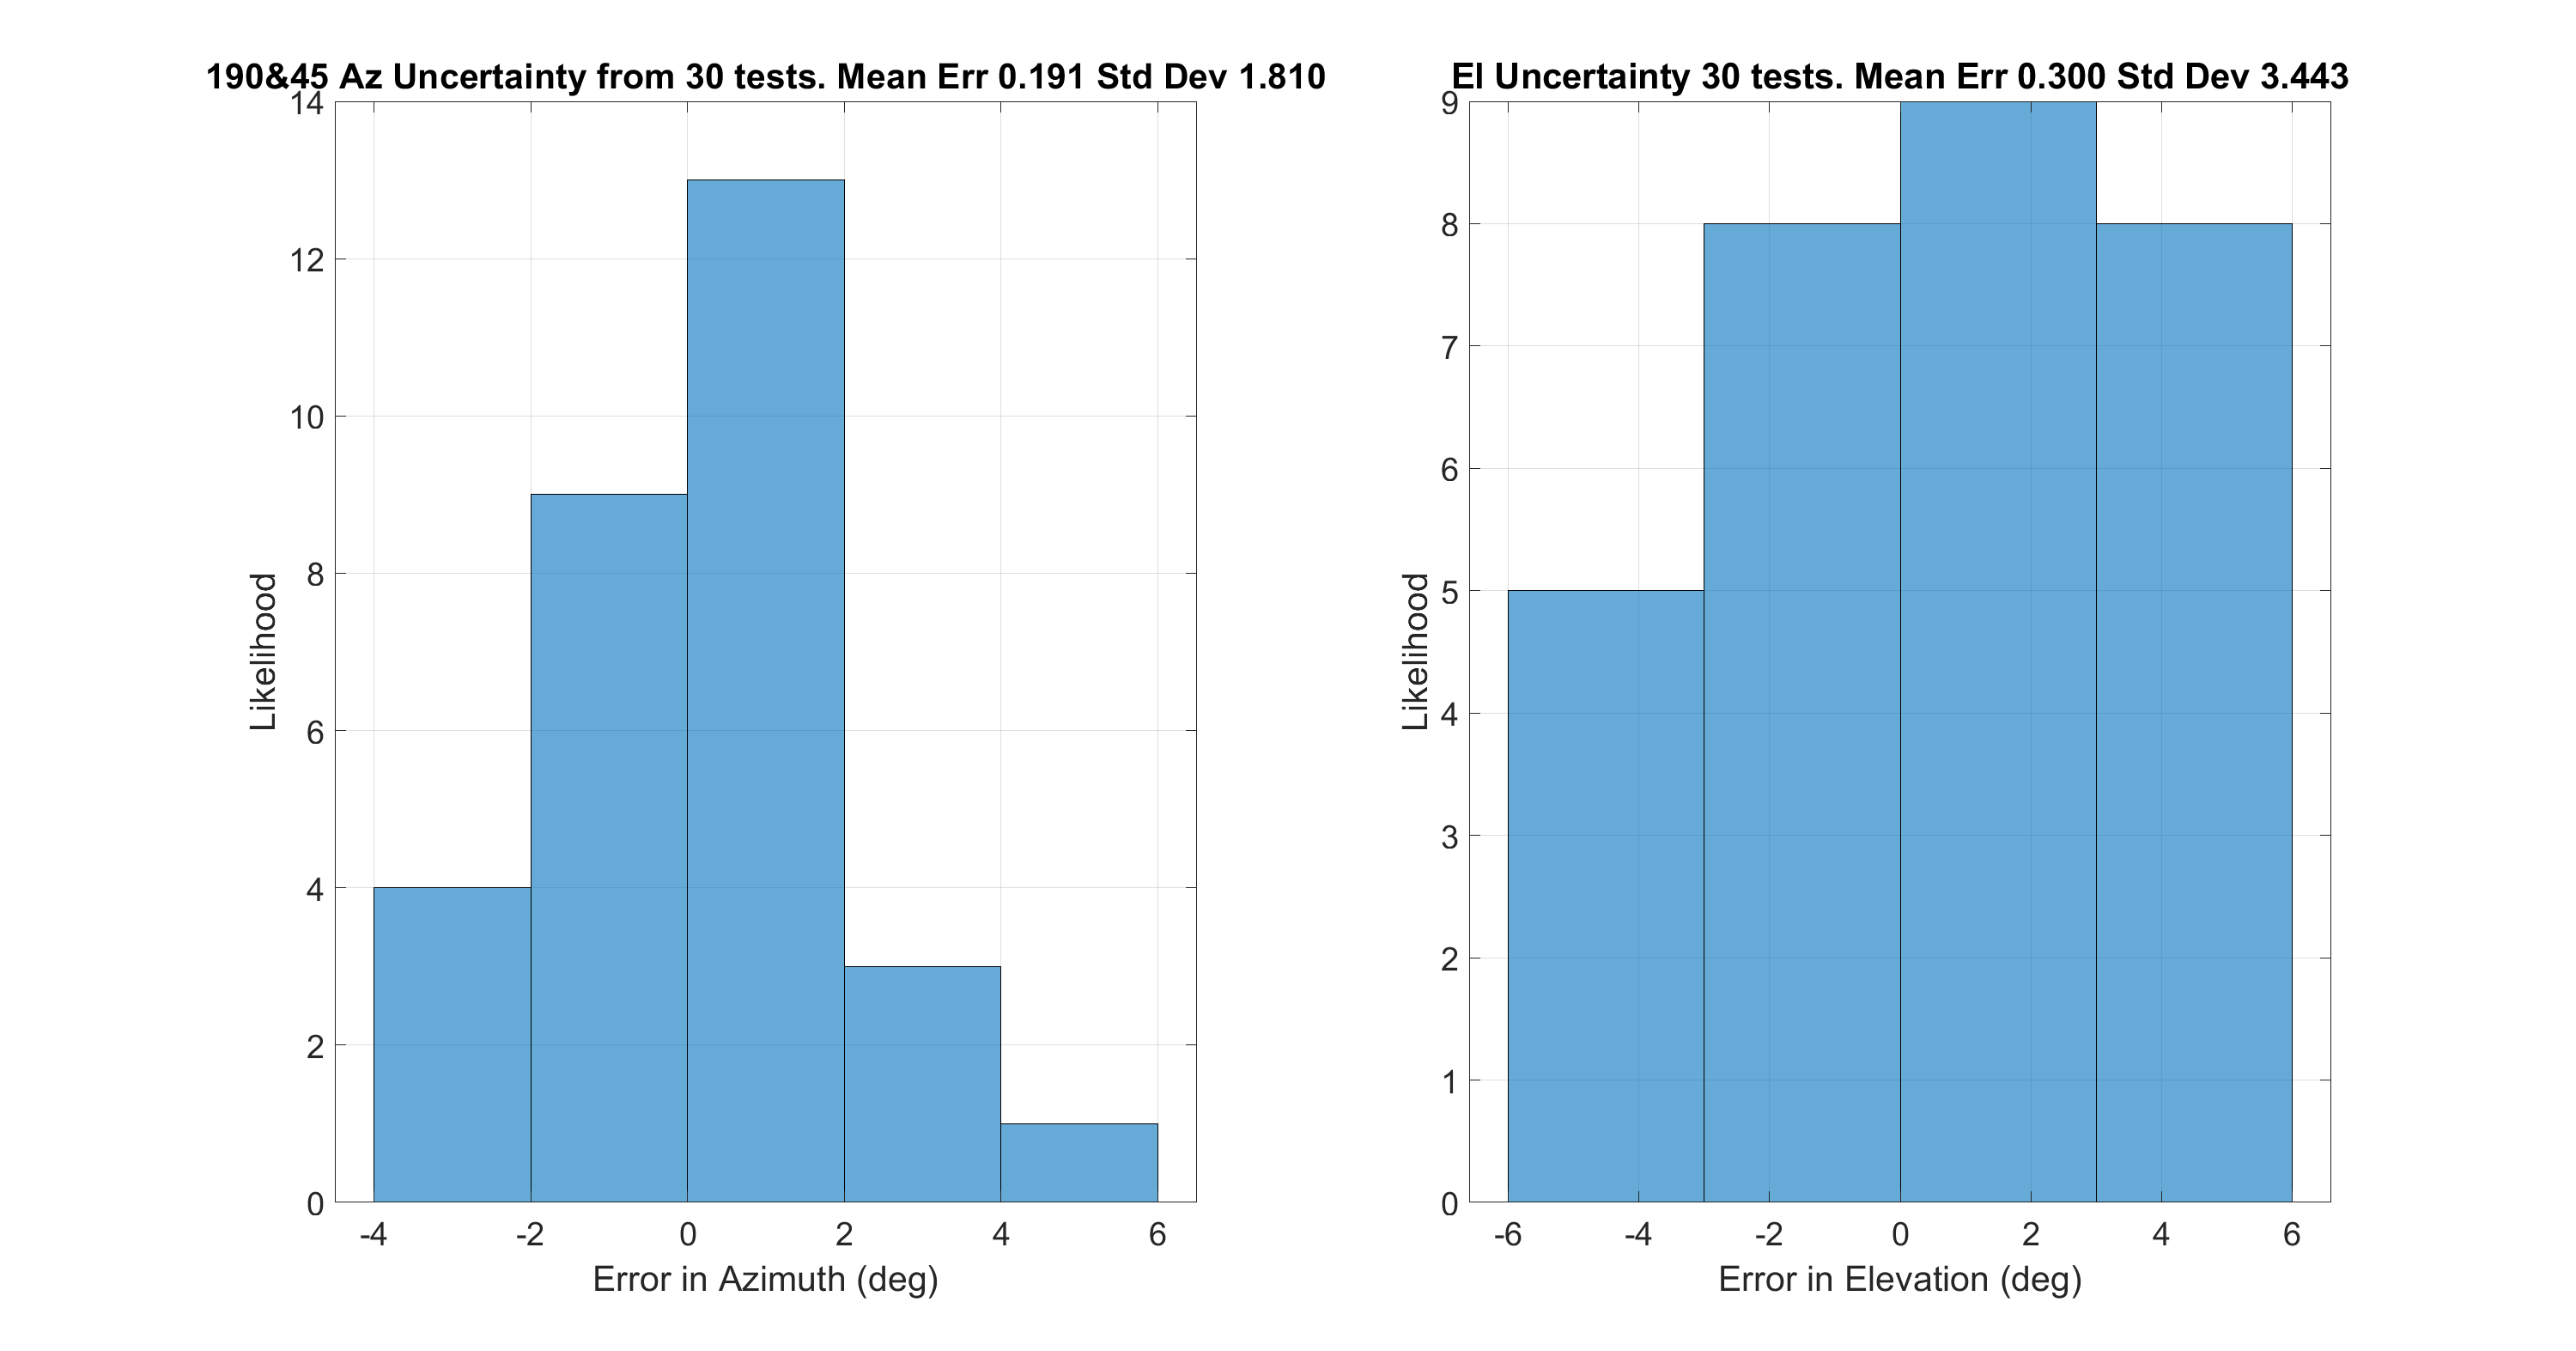 190&45 Az Uncertainty from 30 tests. Mean Err 0.191 Std Dev 1.810
14
12
10
8
6
4
2
0
Likelihood
-4 -2 0 2 4 6
Error in Azimuth (deg)
El Uncertainty 30 tests. Mean Err 0.300 Std Dev 3.443
9
8
7
6
5
4
3
2
1
0
Likelihood
-6 -4 -2 0 2 4 6
Error in Elevation (deg)